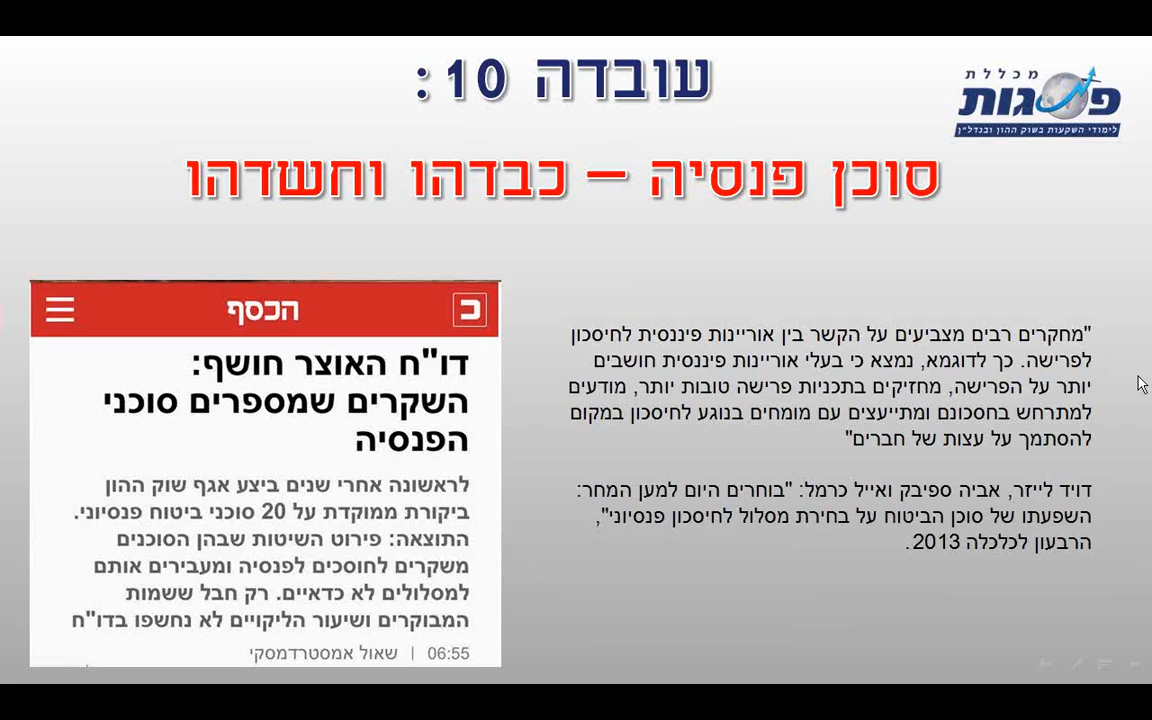 עובדה 10:
מכללת
פסגות
לימודי השקעות בשוק ההון ובנדל"ן
סוכן פנסיה – כבדהו וחשדהו
"מחקרים רבים מצביעים על הקשר בין אוריינות פיננסית לחיסכון
לפרישה. כך לדוגמא, נמצא כי בעלי אוריינות פיננסית חושבים
יותר על הפרישה, מחזיקים בתכניות פרישה טובות יותר, מודעים
למתרחש בחסכונם ומתייעצים עם מומחים בנוגע לחיסכון במקום
להסתמך על עצות של חברים"
דויד לייזר, אביה ספיבק ואייל כרמל: "בוחרים היום למען המחר:
השפעתו של סוכן הביטוח על בחירת מסלול לחיסכון פנסיוני",
הרבעון לכלכלה 2013.
כ
הכסף
דו"ח האוצר חושף:
השקרים שמספרים סוכני
הפנסיה
לראשונה אחרי שנים ביצע אגף שוק ההון
ביקורת ממוקדת על 20 סוכני ביטוח פנסיוני.
התוצאה: פירוט השיטות שבהן הסוכנים
משקרים לחוסכים לפנסיה ומעבירים אותם
למסלולים לא כדאיים. רק חבל ששמות
המבוקרים ושיעור הליקויים לא נחשפו בדו"ח
06:55 | שאול אמסטרדמסקי